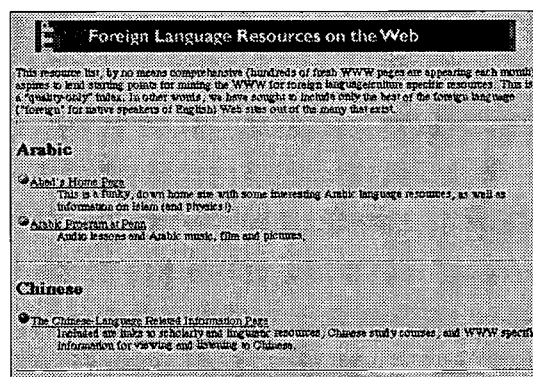 Foreign Language Resources on the Web
This resource list, by no means comprehensive (hundreds of fresh WWW pages are appearing each month)
aspires to lend starting points for mining the WWW for foreign language/culture specific resources. This is
a "quality-only" index. In other words, we have sought to include only the best of the foreign language
("foreign" for native speakers of English) Web sites out of the many that exist.
Arabic
Abed's Home Page
This is a funky, down home site with some interesting Arabic language resources, as well as
information on Islam (and physics!)
Arabic Program at Penn
Audio lessons and Arabic music, film and pictures.
Chinese
The Chinese Language Related Information Page
Included are links to scholarly and linguistic resources, Chinese study courses, and WWW specifi
information for viewing and listening to Chinese